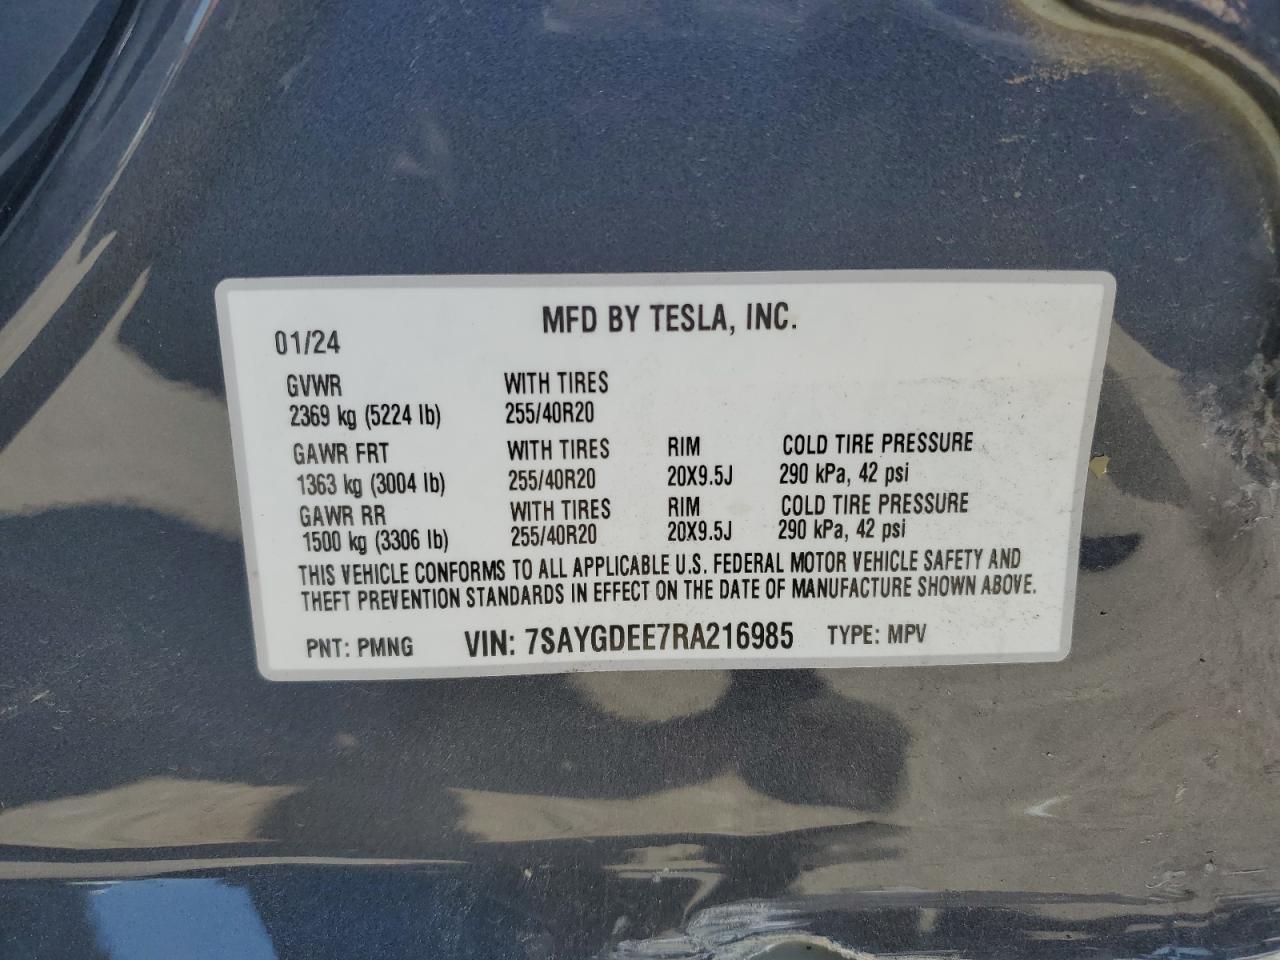 MFD BY TESLA, INC.
01/24
GVWR WITH TIRES
2369 kg (5224 lb) 255/40R20
GAWR FRT WITH TIRES RIM COLD TIRE PRESSURE
1363 kg (3004 lb) 255/40R20 20X9.5J 290 kPa, 42 psi
GAWR RR WITH TIRES RIM COLD TIRE PRESSURE
1500 kg (3306 lb) 255/40R20 20X9.5J 290 kPa, 42 psi
THIS VEHICLE CONFORMS TO ALL APPLICABLE U.S. FEDERAL MOTOR VEHICLE SAFETY AND
THEFT PREVENTION STANDARDS IN EFFECT ON THE DATE OF MANUFACTURE SHOWN ABOVE.
PNT: PMNG VIN: 7SAYGDEE7RA216985 TYPE: MPV